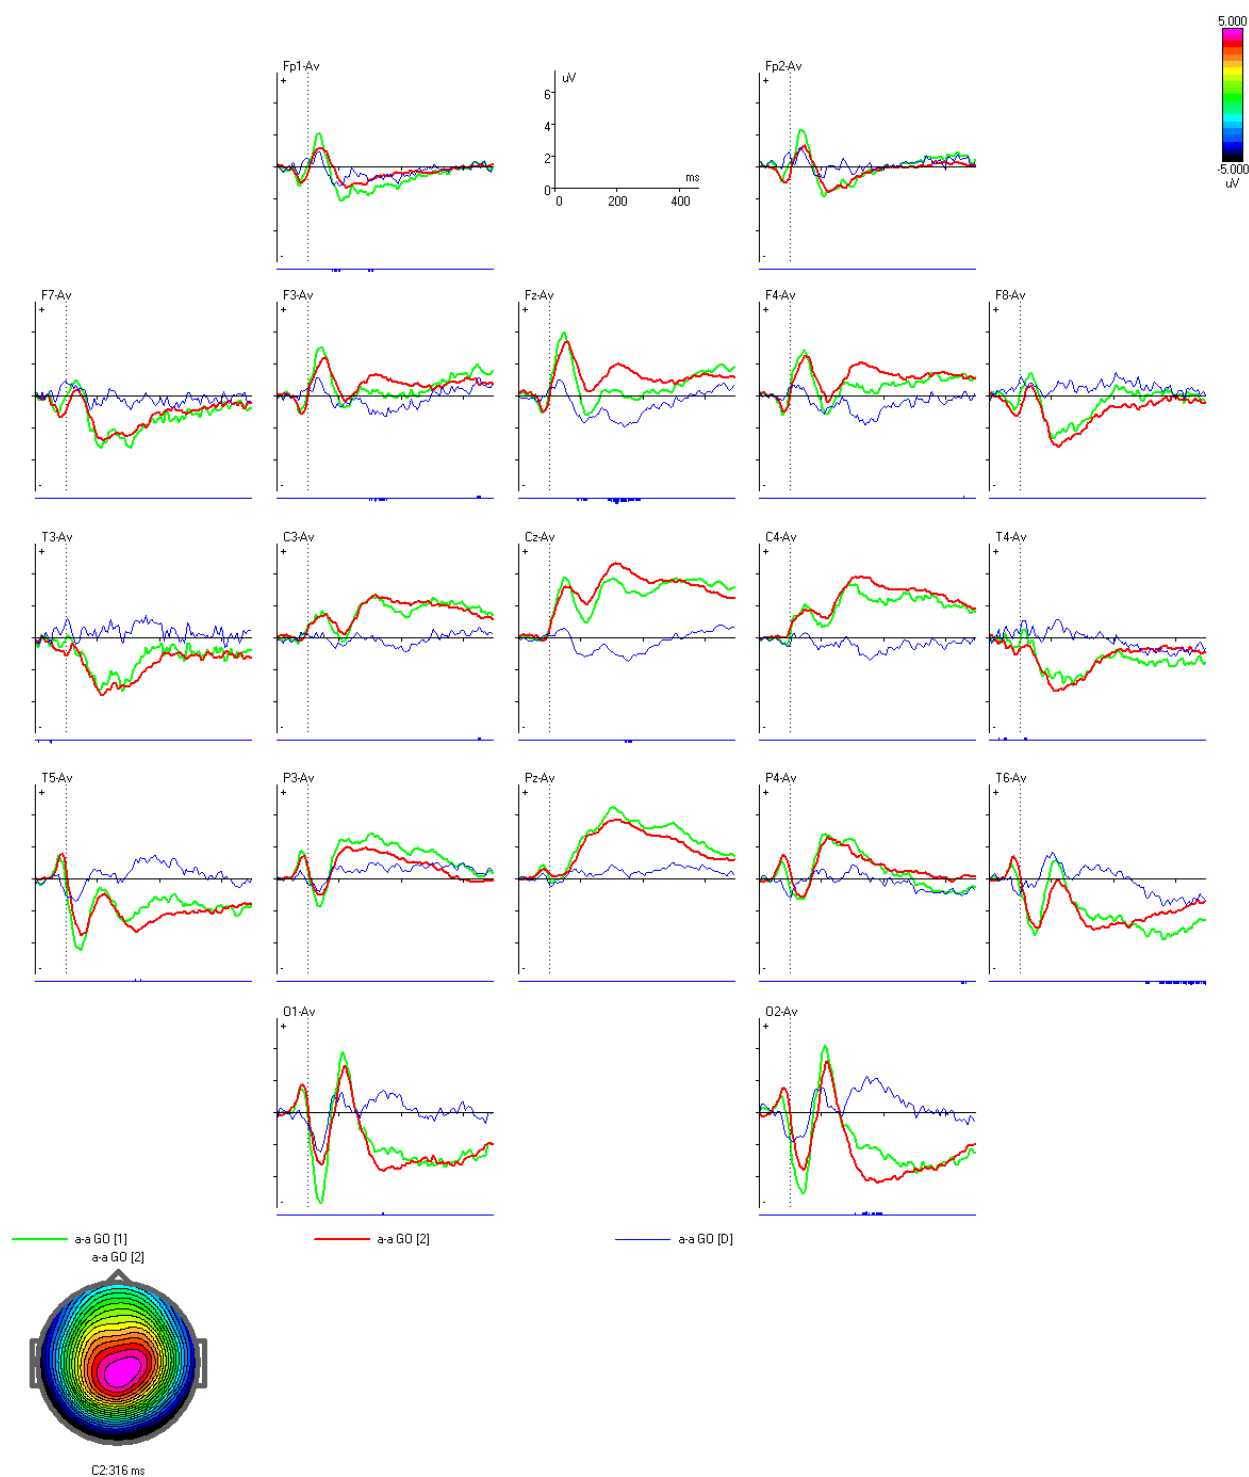 5.000
-5.000
uV
Fp1-Av
+
-
uV
6
4
2
0
ms
0 200 400
Fp2-Av
+
-
F7-Av
+
-
F3-Av
+
-
Fz-Av
+
-
F4-Av
+
-
F8-Av
+
-
T3-Av
+
-
C3-Av
+
-
Cz-Av
+
-
C4-Av
+
-
T4-Av
+
-
T5-Av
+
-
P3-Av
+
-
Pz-Av
+
-
P4-Av
+
-
T6-Av
+
-
O1-Av
+
-
O2-Av
+
-
a-a GO [1]
a-a GO [2]
a-a GO [D]
a-a GO [2]
C2:316 ms